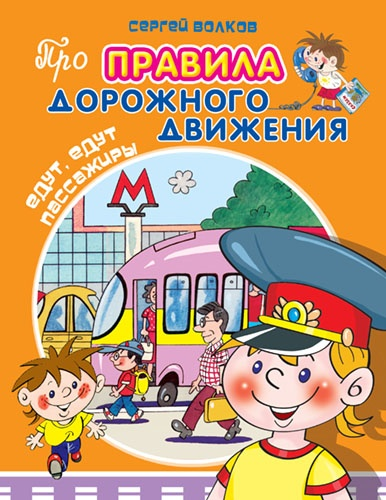 СЕРГЕЙ ВОЛКОВ
Про ПРАВИЛА
ДОРОЖНОГО
ДВИЖЕНИЯ
ЕДУТ, ЕДУТ
ПАССАЖИРЫ
М